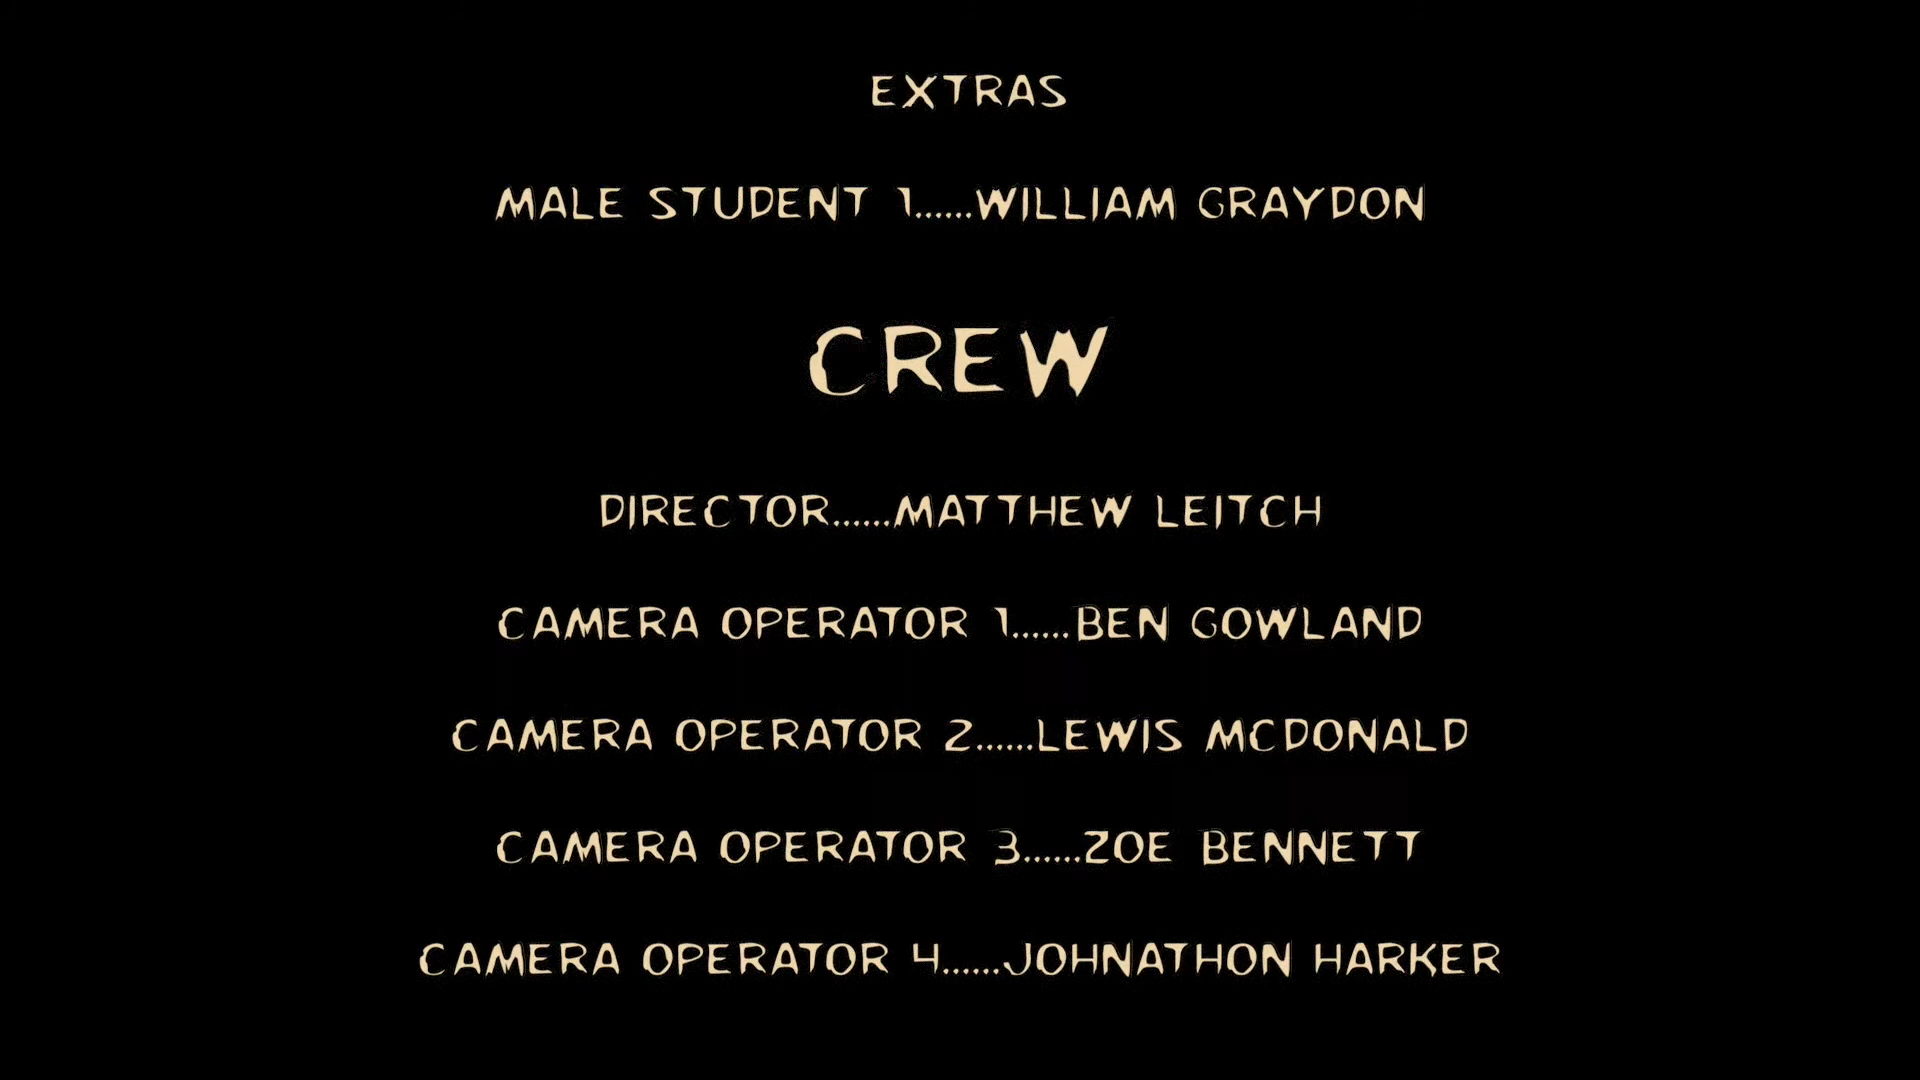 EXTRAS
MALE STUDENT 1......WILLIAM GRAYDON
CREW
DIRECTOR......MATTHEW LEITCH
CAMERA OPERATOR 1......BEN GOWLAND
CAMERA OPERATOR 2......LEWIS MCDONALD
CAMERA OPERATOR 3......ZOE BENNETT
CAMERA OPERATOR 4......JOHNATHON HARKER